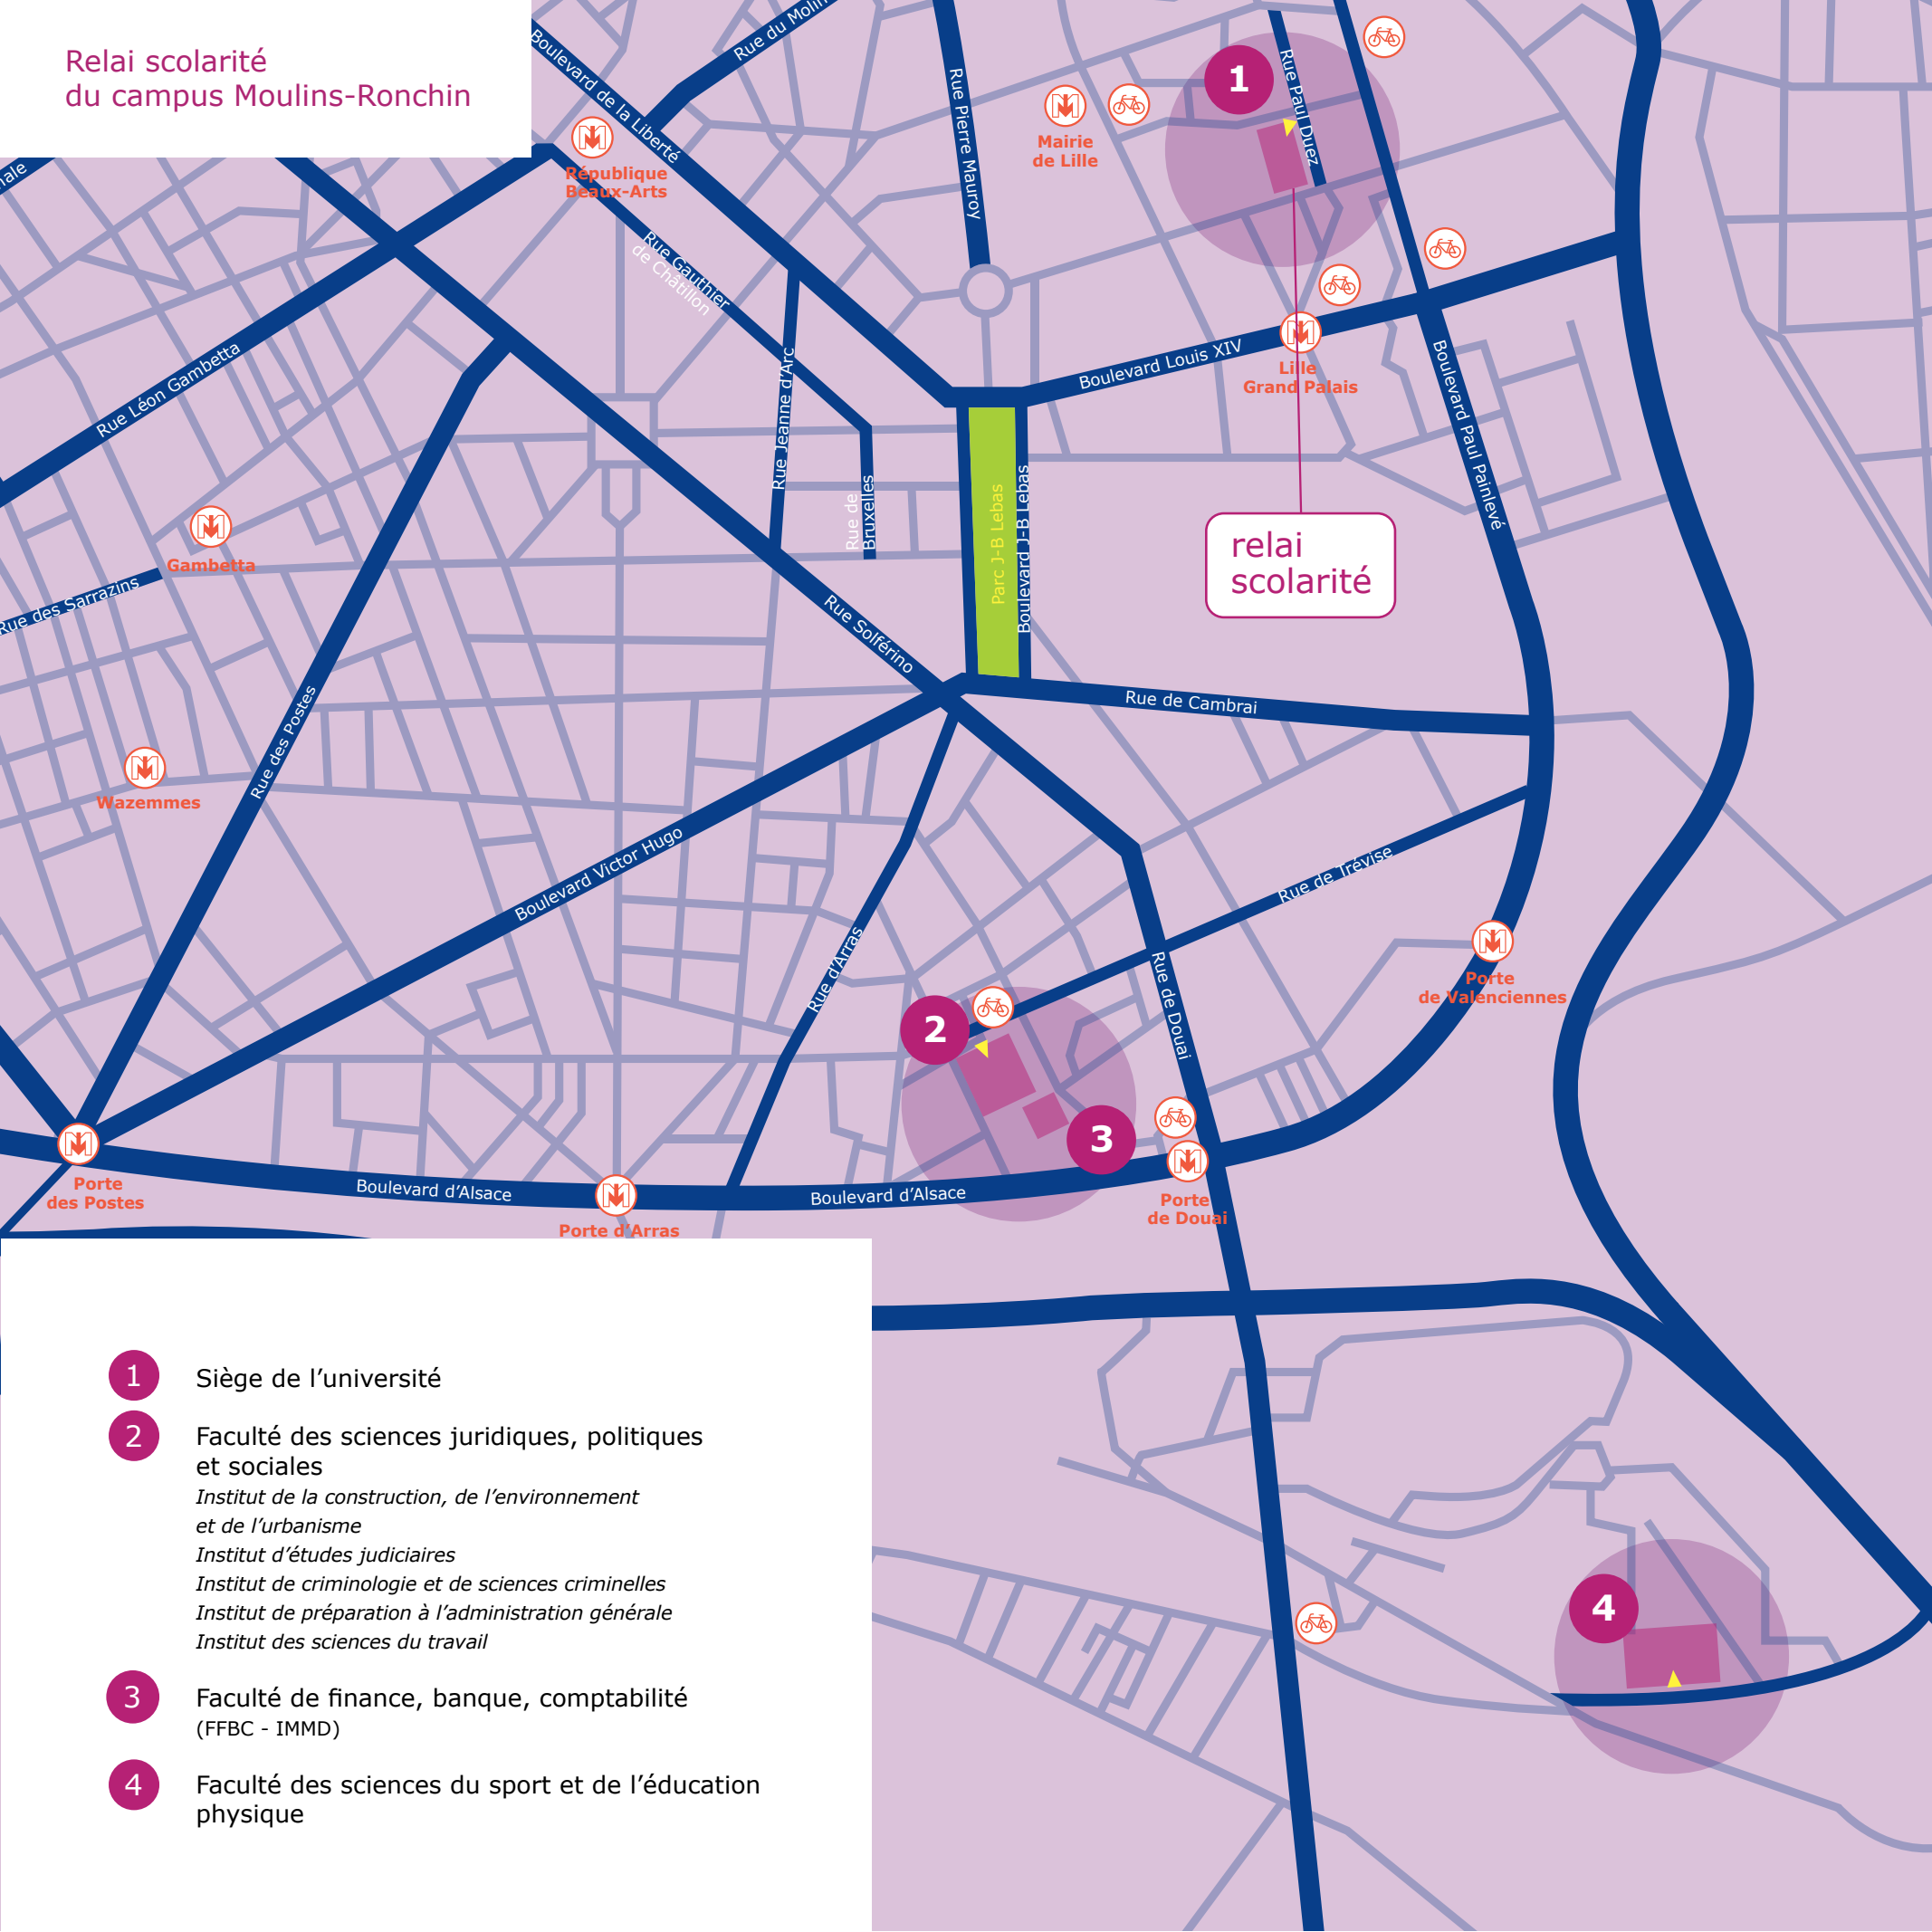 Relai scolarité
du campus Moulins-Ronchin
nale
Boulevard de la Liberté
Rue du Molin
Rue Pierre Mauroy
Rue Paul Duez
1
Mairie
de Lille
République
Beaux-Arts
Rue Gauthier
de Châtillon
Rue Léon Gambetta
Rue Jeanne d'Arc
Boulevard Louis XIV
Lille
Grand Palais
Boulevard Paul Painlevé
Rue de
Bruxelles
Parc J-B Lebas
Boulevard J-B Lebas
relai
scolarité
Gambetta
Rue des Sarrazins
Rue Solférino
Rue des Postes
Rue de Cambrai
Wazemmes
Boulevard Victor Hugo
Rue de Trévise
Rue d'Arras
Rue de Douai
Porte
de Valenciennes
2
3
Porte
des Postes
Boulevard d'Alsace
Porte d'Arras
Boulevard d'Alsace
Porte
de Douai
4
1 Siège de l'université
2 Faculté des sciences juridiques, politiques
et sociales
Institut de la construction, de l'environnement
et de l'urbanisme
Institut d'études judiciaires
Institut de criminologie et de sciences criminelles
Institut de préparation à l'administration générale
Institut des sciences du travail
3 Faculté de finance, banque, comptabilité
(FFBC - IMMD)
4 Faculté des sciences du sport et de l'éducation
physique